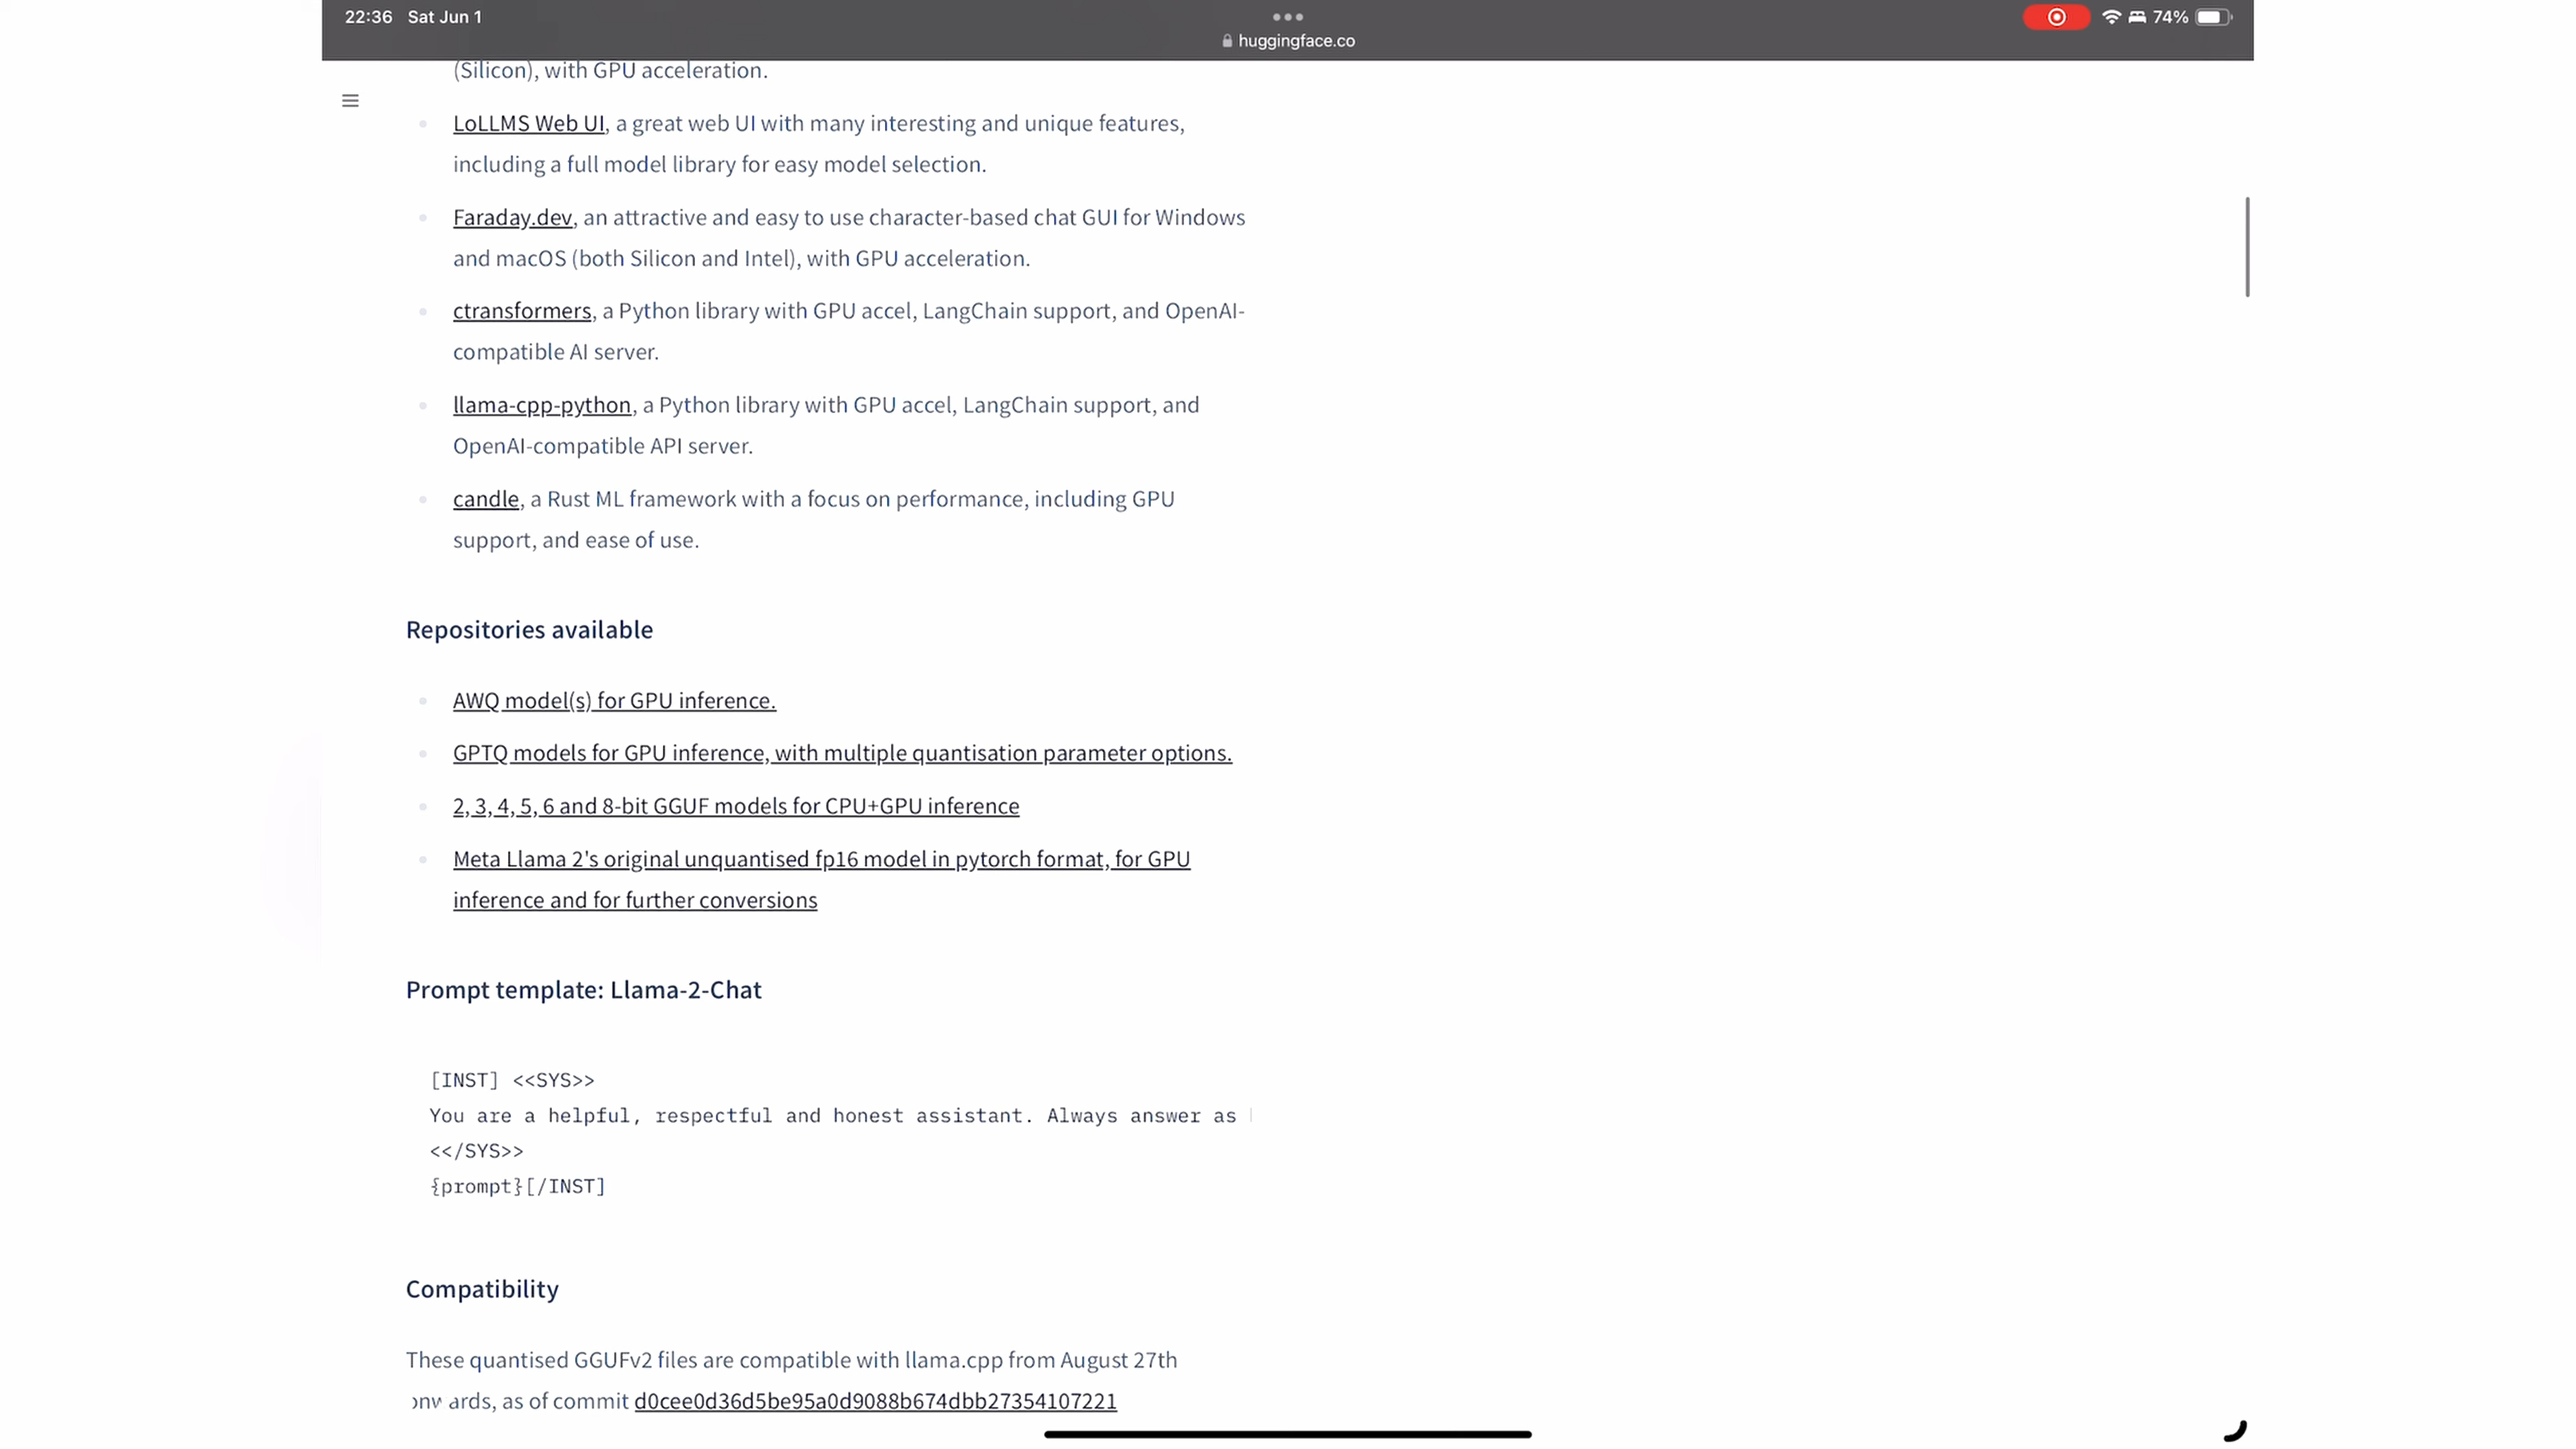 22:36 Sat Jun 1
74%
huggingface.co
(Silicon), with GPU acceleration.
LoLLMS Web UI, a great web UI with many interesting and unique features,
including a full model library for easy model selection.
Faraday.dev, an attractive and easy to use character-based chat GUI for Windows
and macOS (both Silicon and Intel), with GPU acceleration.
ctransformers, a Python library with GPU accel, LangChain support, and OpenAI-
compatible AI server.
llama-cpp-python, a Python library with GPU accel, LangChain support, and
OpenAI-compatible API server.
candle, a Rust ML framework with a focus on performance, including GPU
support, and ease of use.
Repositories available
AWQ model(s) for GPU inference.
GPTQ models for GPU inference, with multiple quantisation parameter options.
2, 3, 4, 5, 6 and 8-bit GGUF models for CPU+GPU inference
Meta Llama 2's original unquantised fp16 model in pytorch format, for GPU
inference and for further conversions
Prompt template: Llama-2-Chat
[INST] <<SYS>>
You are a helpful, respectful and honest assistant. Always answer as
<</SYS>>
{prompt}[/INST]
Compatibility
These quantised GGUFv2 files are compatible with llama.cpp from August 27th
onwards, as of commit d0cee0d36d5be95a0d9088b674dbb27354107221